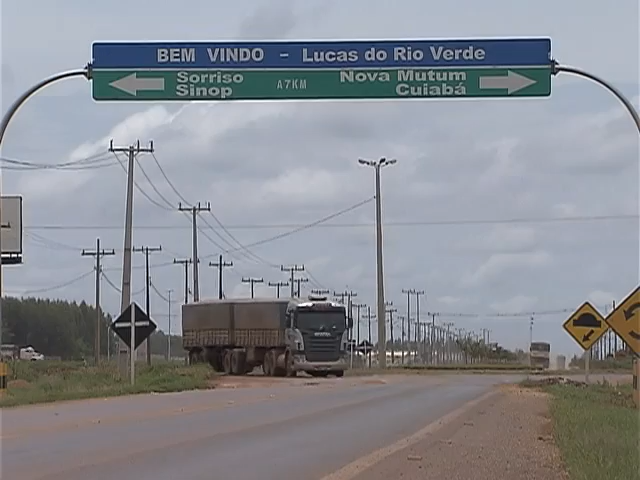 BEM VINDO - Lucas do Rio Verde
Sorriso
Sinop
A7KM
Nova Mutum
Cuiabá